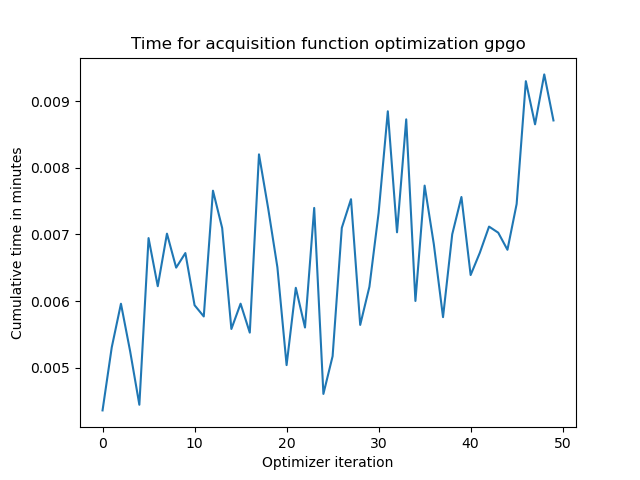 Time for acquisition function optimization gpgo
0.009
0.008
0.007
0.006
0.005
Cumulative time in minutes
0 10 20 30 40 50
Optimizer iteration